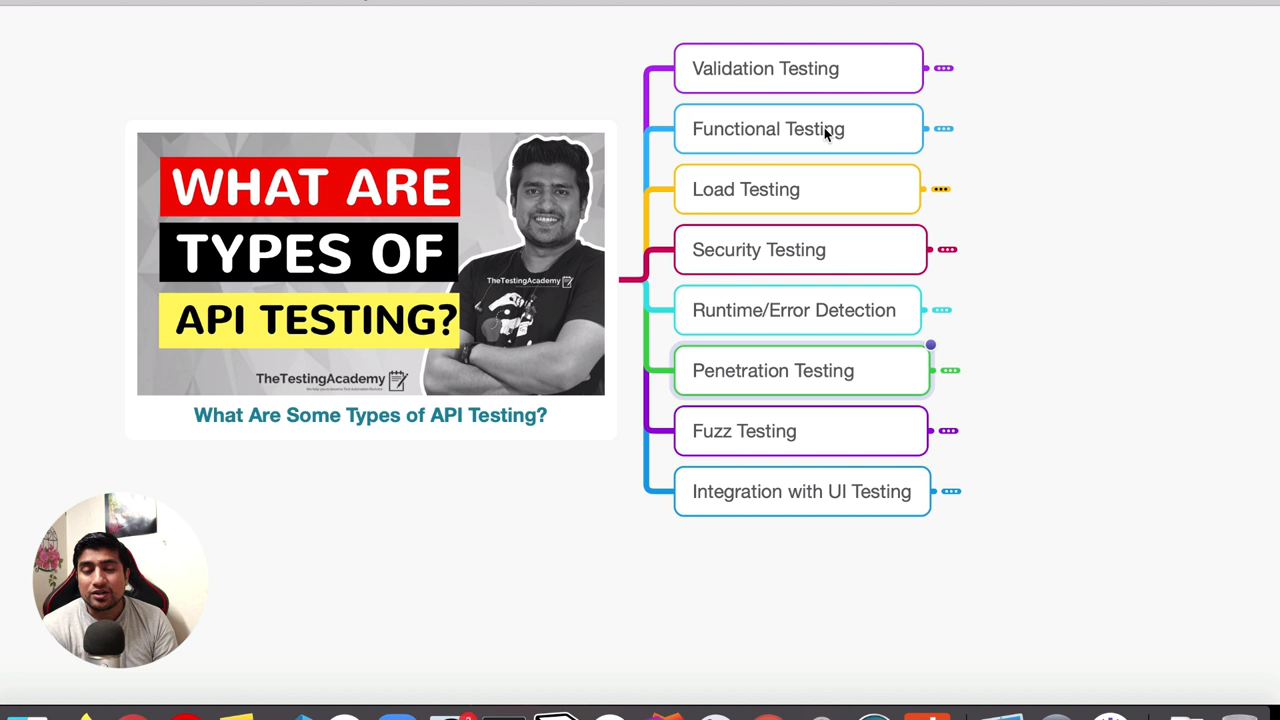 WHAT ARE
TYPES OF
API TESTING?
TheTestingAcademy
TheTestingAcademy
What Are Some Types of API Testing?
Validation Testing
Functional Testing
Load Testing
Security Testing
Runtime/Error Detection
Penetration Testing
Fuzz Testing
Integration with UI Testing